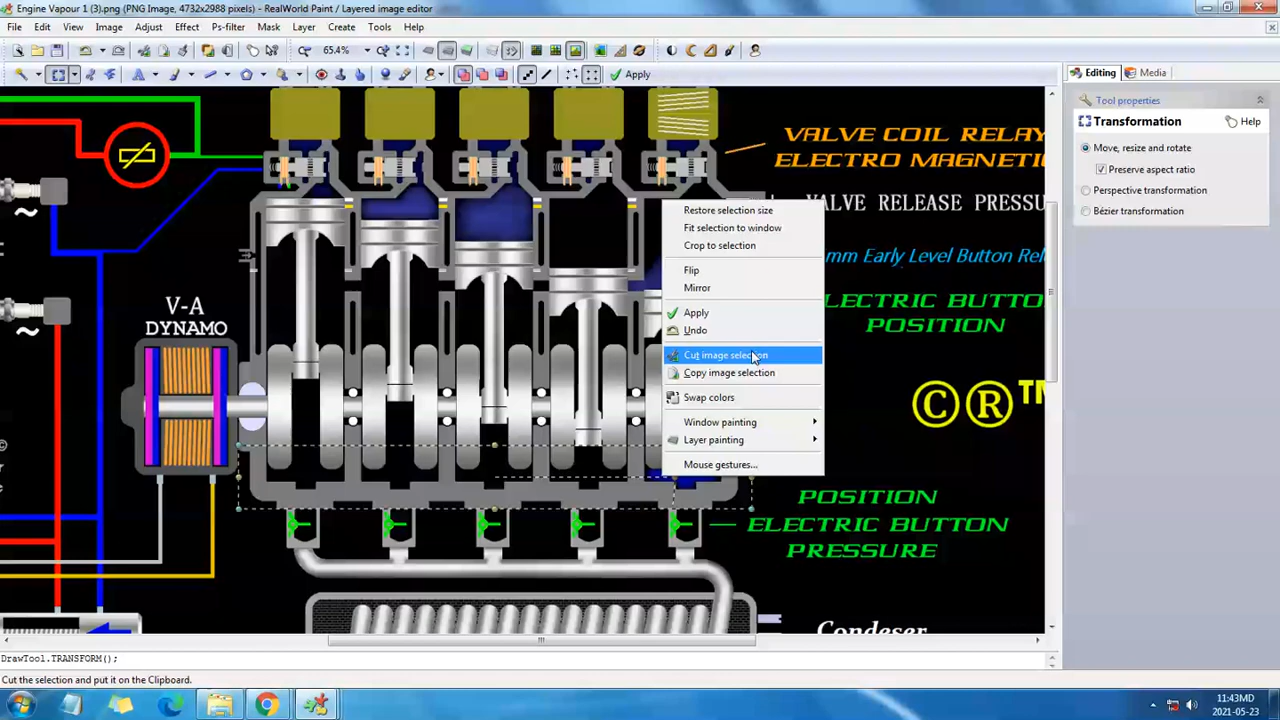 Engine Vapour 1 (3).png (PNG Image, 4732x2988 pixels) - RealWorld Paint / Layered image editor
File Edit View Image Adjust Effect Ps-filter Mask Layer Create Tools Help
65.4%
Apply
Editing Media
Tool properties
Transformation Help
Move, resize and rotate
Preserve aspect ratio
Perspective transformation
Bézier transformation
VALVE COIL RELAY
ELECTRO MAGNETI
VALVE RELEASE PRESSU
mm Early Level Button Rel
ELECTRIC BUTTO
POSITION
©®™
V-A
DYNAMO
Restore selection size
Fit selection to window
Crop to selection
Flip
Mirror
Apply
Undo
Cut image selection
Copy image selection
Swap colors
Window painting
Layer painting
Mouse gestures...
POSITION
ELECTRIC BUTTON
PRESSURE
Condeser
DrawTool.TRANSFORM();
Cut the selection and put it on the Clipboard.
11:43MD
2021-05-23